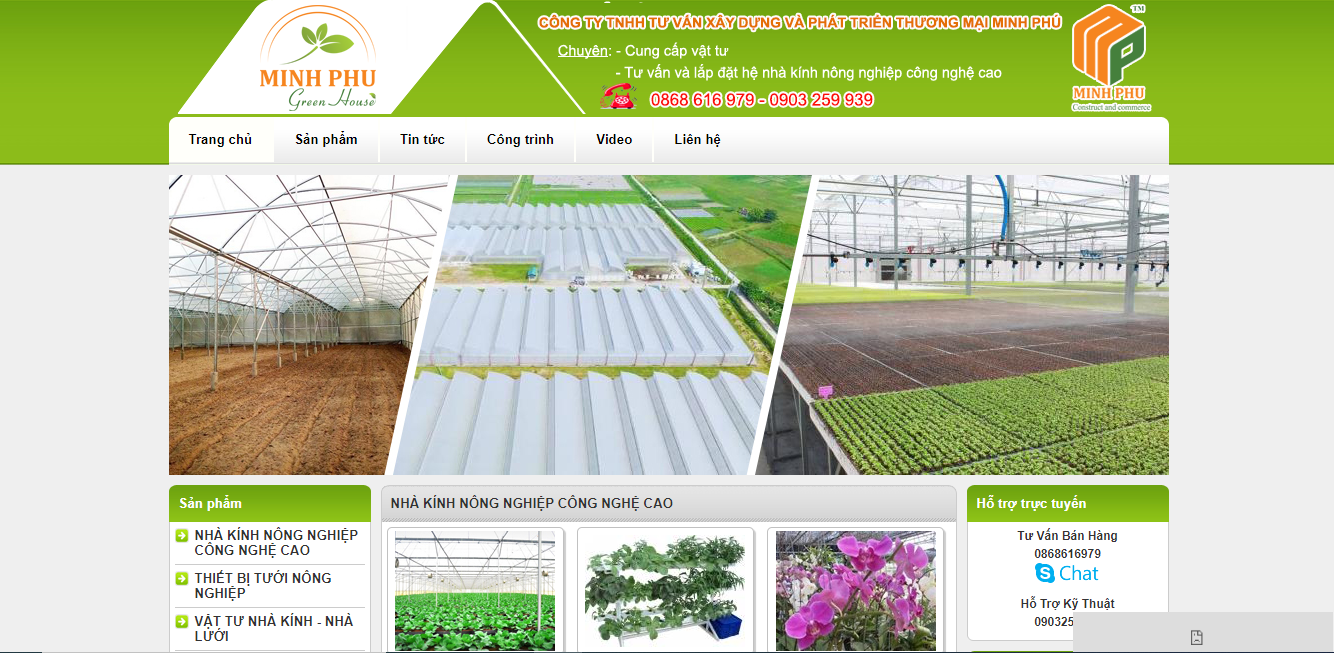 MINH PHU
Green House
CÔNG TY TNHH TƯ VẤN XÂY DỰNG VÀ PHÁT TRIỂN THƯƠNG MẠI MINH PHÚ
Chuyên: - Cung cấp vật tư
- Tư vấn và lắp đặt hệ nhà kính nông nghiệp công nghệ cao
0868 616 979 - 0903 259 939
TM
MINH PHU
Construct and commerce
Trang chủ
Sản phẩm
Tin tức
Công trình
Video
Liên hệ
Sản phẩm
NHÀ KÍNH NÔNG NGHIỆP
CÔNG NGHỆ CAO
THIẾT BỊ TƯỚI NÔNG
NGHIỆP
VẬT TƯ NHÀ KÍNH - NHÀ
LƯỚI
NHÀ KÍNH NÔNG NGHIỆP CÔNG NGHỆ CAO
Hỗ trợ trực tuyến
Tư Vấn Bán Hàng
0868616979
Chat
Hỗ Trợ Kỹ Thuật
090325